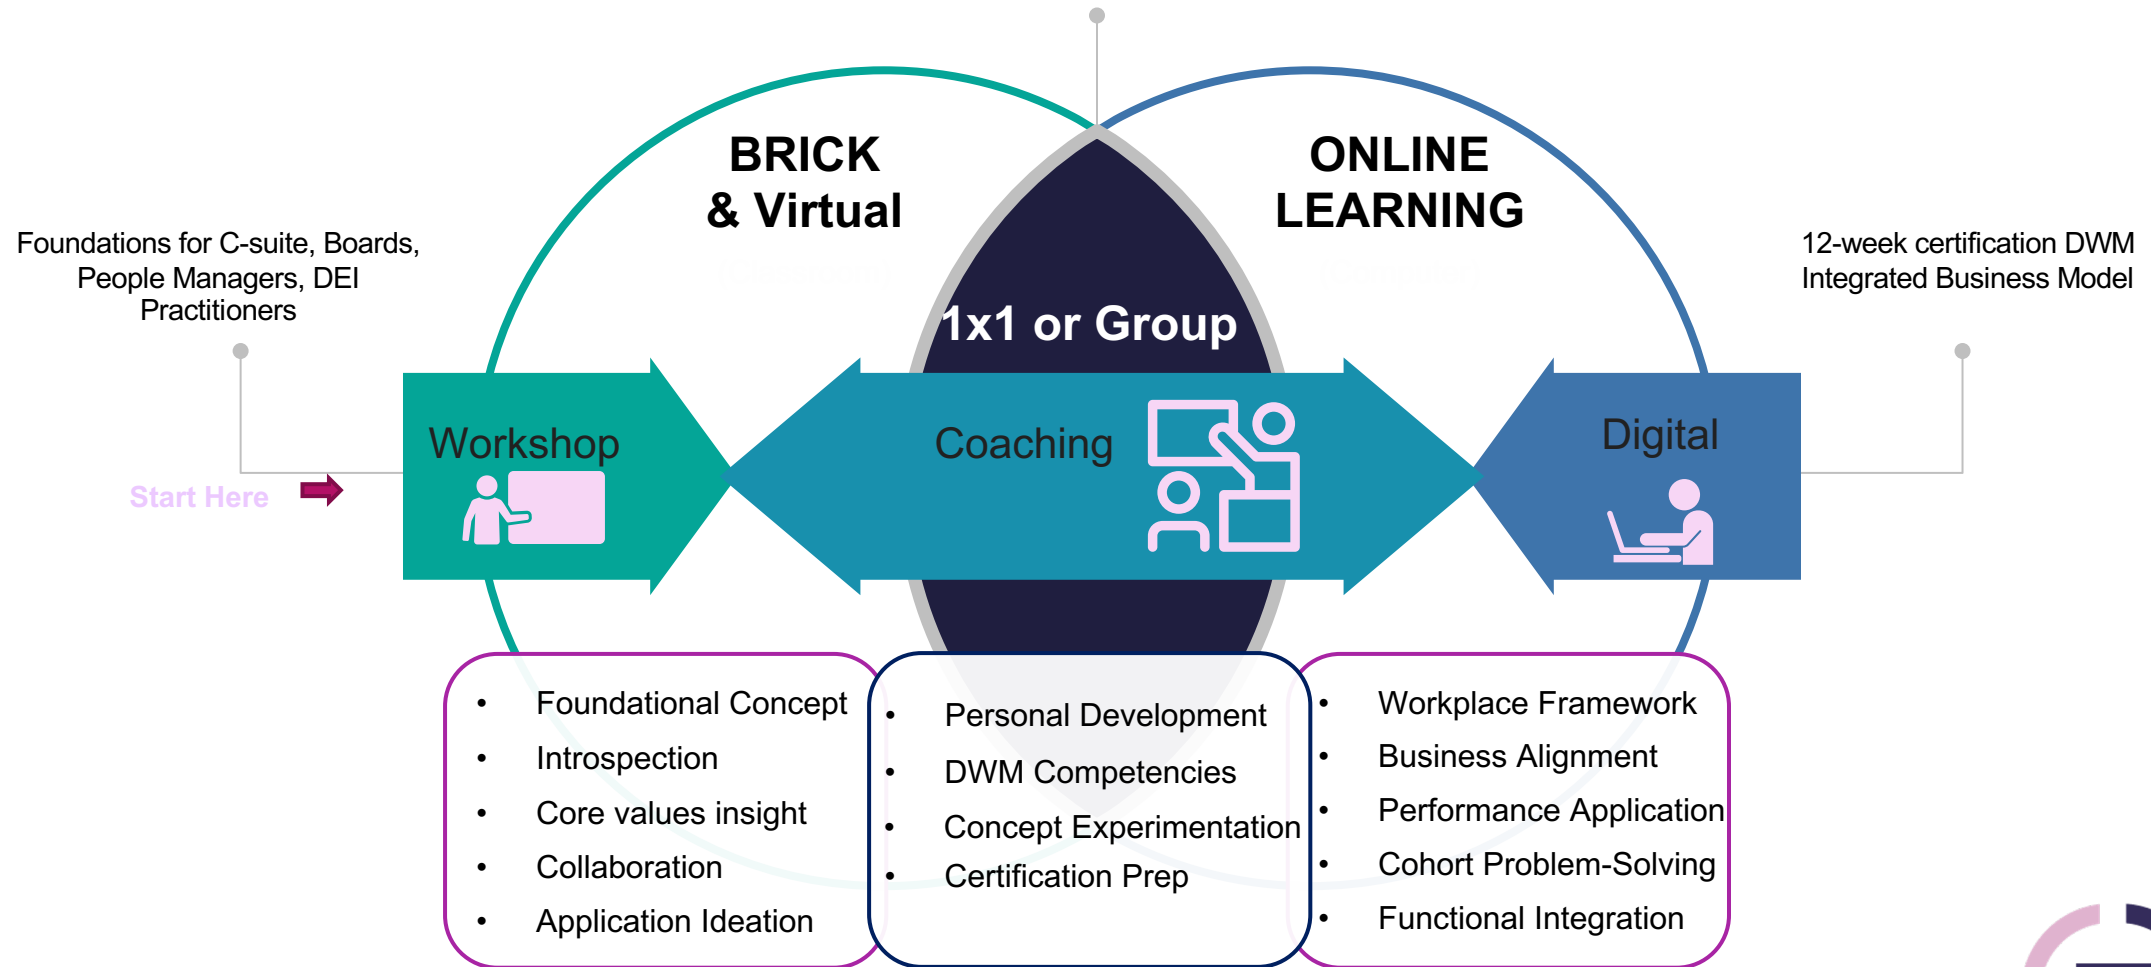 BRICK
& Virtual
ONLINE
LEARNING
Foundations for C-suite, Boards,
People Managers, DEI
Practitioners
12-week certification DWM
Integrated Business Model
1x1 or Group
Workshop
Coaching
Digital
Start Here
• Foundational Concept
• Introspection
• Core values insight
• Collaboration
• Application Ideation
• Personal Development
• DWM Competencies
• Concept Experimentation
• Certification Prep
• Workplace Framework
• Business Alignment
• Performance Application
• Cohort Problem-Solving
• Functional Integration